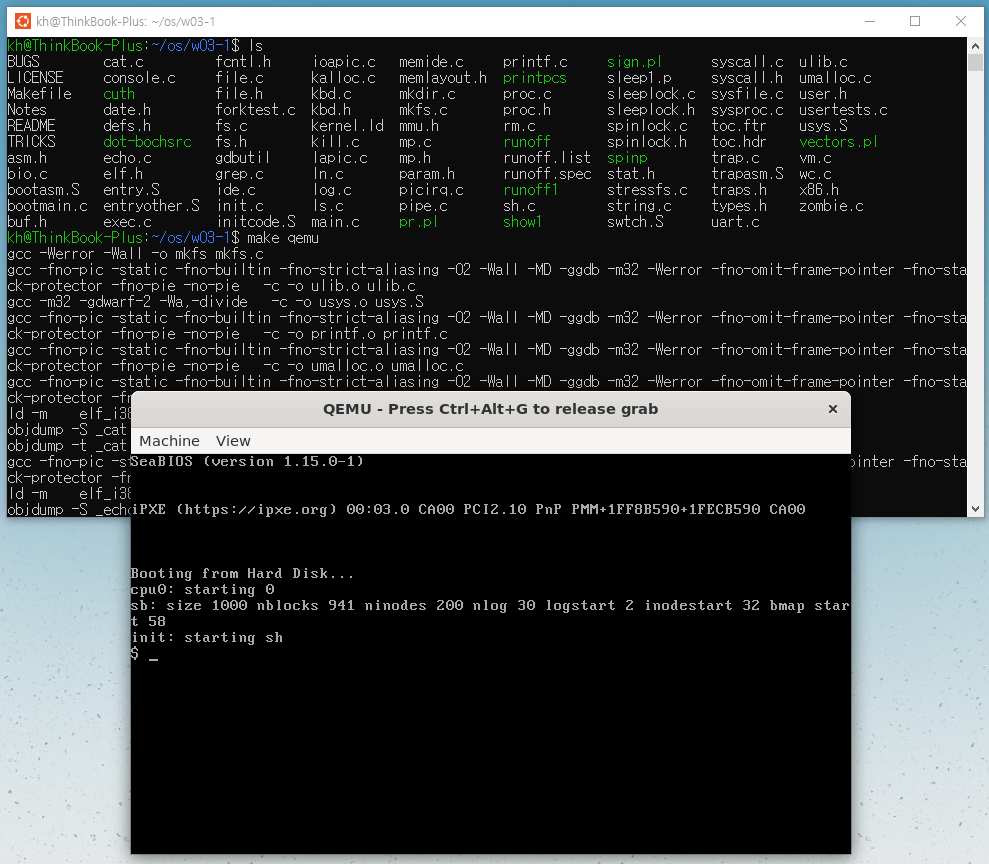 kh@ThinkBook-Plus: ~/os/w03-1
kh@ThinkBook-Plus:~/os/w03-1$ ls
BUGS cat.c fcntl.h ioapic.c memide.c printf.c sign.pl syscall.c ulib.c
LICENSE console.c file.c kalloc.c memlayout.h printpcs sleep1.p syscall.h umalloc.c
Makefile cuth file.h kbd.c mkdir.c proc.c sleeplock.c sysfile.c user.h
Notes date.h forktest.c kbd.h mkfs.c proc.h sleeplock.h sysproc.c usertests.c
README defs.h fs.c kernel.ld mmu.h rm.c spinlock.c toc.ftr usys.S
TRICKS dot-bochsrc fs.h kill.c mp.c runoff spinlock.h toc.hdr vectors.pl
asm.h echo.c gdbutil lapic.c mp.h runoff.list spinp trap.c vm.c
bio.c elf.h grep.c ln.c param.h runoff.spec stat.h trapasm.S wc.c
bootasm.S entry.S ide.c log.c picirq.c runoff1 stressfs.c traps.h x86.h
bootmain.c entryother.S init.c ls.c pipe.c sh.c string.c types.h zombie.c
buf.h exec.c initcode.S main.c pr.pl show1 swtch.S uart.c
kh@ThinkBook-Plus:~/os/w03-1$ make qemu
gcc -Werror -Wall -o mkfs mkfs.c
gcc -fno-pic -static -fno-builtin -fno-strict-aliasing -O2 -Wall -MD -ggdb -m32 -Werror -fno-omit-frame-pointer -fno-sta
ck-protector -fno-pie -no-pie -c -o ulib.o ulib.c
gcc -m32 -gdwarf-2 -Wa,-divide -c -o usys.o usys.S
gcc -fno-pic -static -fno-builtin -fno-strict-aliasing -O2 -Wall -MD -ggdb -m32 -Werror -fno-omit-frame-pointer -fno-sta
ck-protector -fno-pie -no-pie -c -o printf.o printf.c
gcc -fno-pic -static -fno-builtin -fno-strict-aliasing -O2 -Wall -MD -ggdb -m32 -Werror -fno-omit-frame-pointer -fno-sta
ck-protector -fno-pie -no-pie -c -o umalloc.o umalloc.c
gcc -fno-pic -static -fno-builtin -fno-strict-aliasing -O2 -Wall -MD -ggdb -m32 -Werror -fno-omit-frame-pointer -fno-sta
ck-protector -fn
ld -m elf_i38
objdump -S _cat
objdump -t _cat
gcc -fno-pic -st ointer -fno-sta
ck-protector -fn
ld -m elf_i38
objdump -S _echo
QEMU - Press Ctrl+Alt+G to release grab
Machine View
SeaBIOS (version 1.15.0-1)
iPXE (https://ipxe.org) 00:03.0 CA00 PCI2.10 PnP PMM+1FF8B590+1FECB590 CA00
Booting from Hard Disk...
cpu0: starting 0
sb: size 1000 nblocks 941 ninodes 200 nlog 30 logstart 2 inodestart 32 bmap star
t 58
init: starting sh
$ _